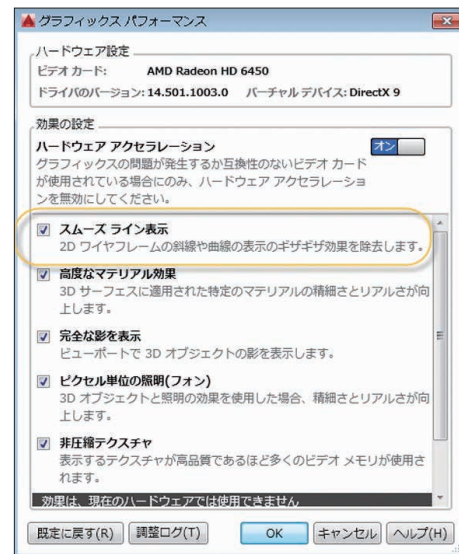 グラフィックス パフォーマンス
ハードウェア設定
ビデオ カード: AMD Radeon HD 6450
ドライバのバージョン: 14.501.1003.0 バーチャル デバイス: DirectX 9
効果の設定
ハードウェア アクセラレーション オン
グラフィックスの問題が発生するか互換性のないビデオ カード
が使用されている場合にのみ、ハードウェア アクセラレーショ
ンを無効にしてください。
スムーズ ライン表示
2D ワイヤフレームの斜線や曲線の表示のギザギザ効果を除去します。
高度なマテリアル効果
3D サーフェスに適用された特定のマテリアルの精細さとリアルさが向
上します。
完全な影を表示
ビューポートで 3D オブジェクトの影を表示します。
ピクセル単位の照明(フォン)
3D オブジェクトと照明の効果を使用した場合、精細さとリアルさが向
上します。
非圧縮テクスチャ
表示するテクスチャが高品質であるほど多くのビデオ メモリが使用さ
れます。
効果は、現在のハードウェアでは使用できません
既定に戻す(R) 調整ログ(T) OK キャンセル ヘルプ(H)